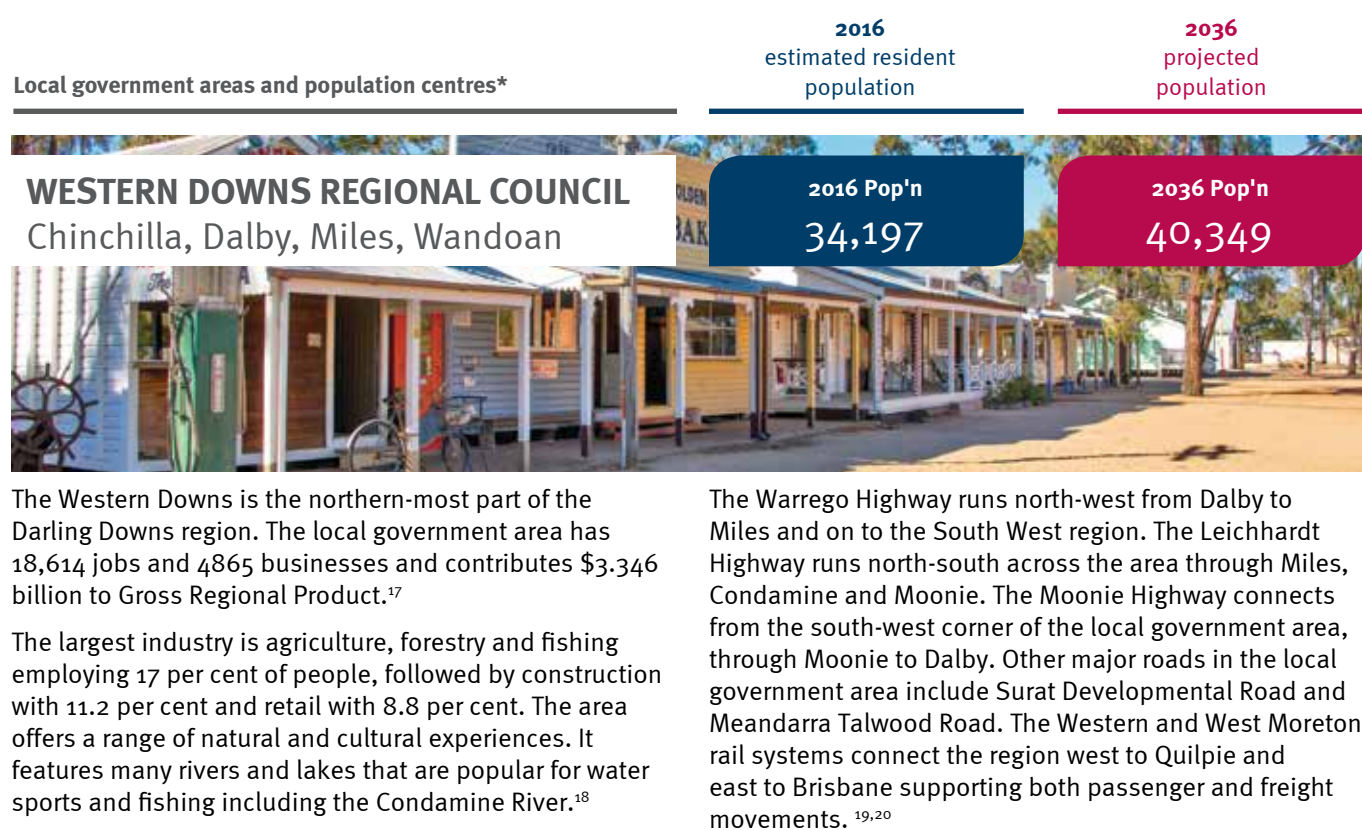 2016
estimated resident
population
2036
projected
population
Local government areas and population centres*
WESTERN DOWNS REGIONAL COUNCIL
Chinchilla, Dalby, Miles, Wandoan
2016 Pop'n
34,197
2036 Pop'n
40,349
OLDEN
BAK
The
The Western Downs is the northern-most part of the
Darling Downs region. The local government area has
18,614 jobs and 4865 businesses and contributes $3.346
billion to Gross Regional Product.17
The largest industry is agriculture, forestry and fishing
employing 17 per cent of people, followed by construction
with 11.2 per cent and retail with 8.8 per cent. The area
offers a range of natural and cultural experiences. It
features many rivers and lakes that are popular for water
sports and fishing including the Condamine River.18
The Warrego Highway runs north-west from Dalby to
Miles and on to the South West region. The Leichhardt
Highway runs north-south across the area through Miles,
Condamine and Moonie. The Moonie Highway connects
from the south-west corner of the local government area,
through Moonie to Dalby. Other major roads in the local
government area include Surat Developmental Road and
Meandarra Talwood Road. The Western and West Moreton
rail systems connect the region west to Quilpie and
east to Brisbane supporting both passenger and freight
movements. 19,20